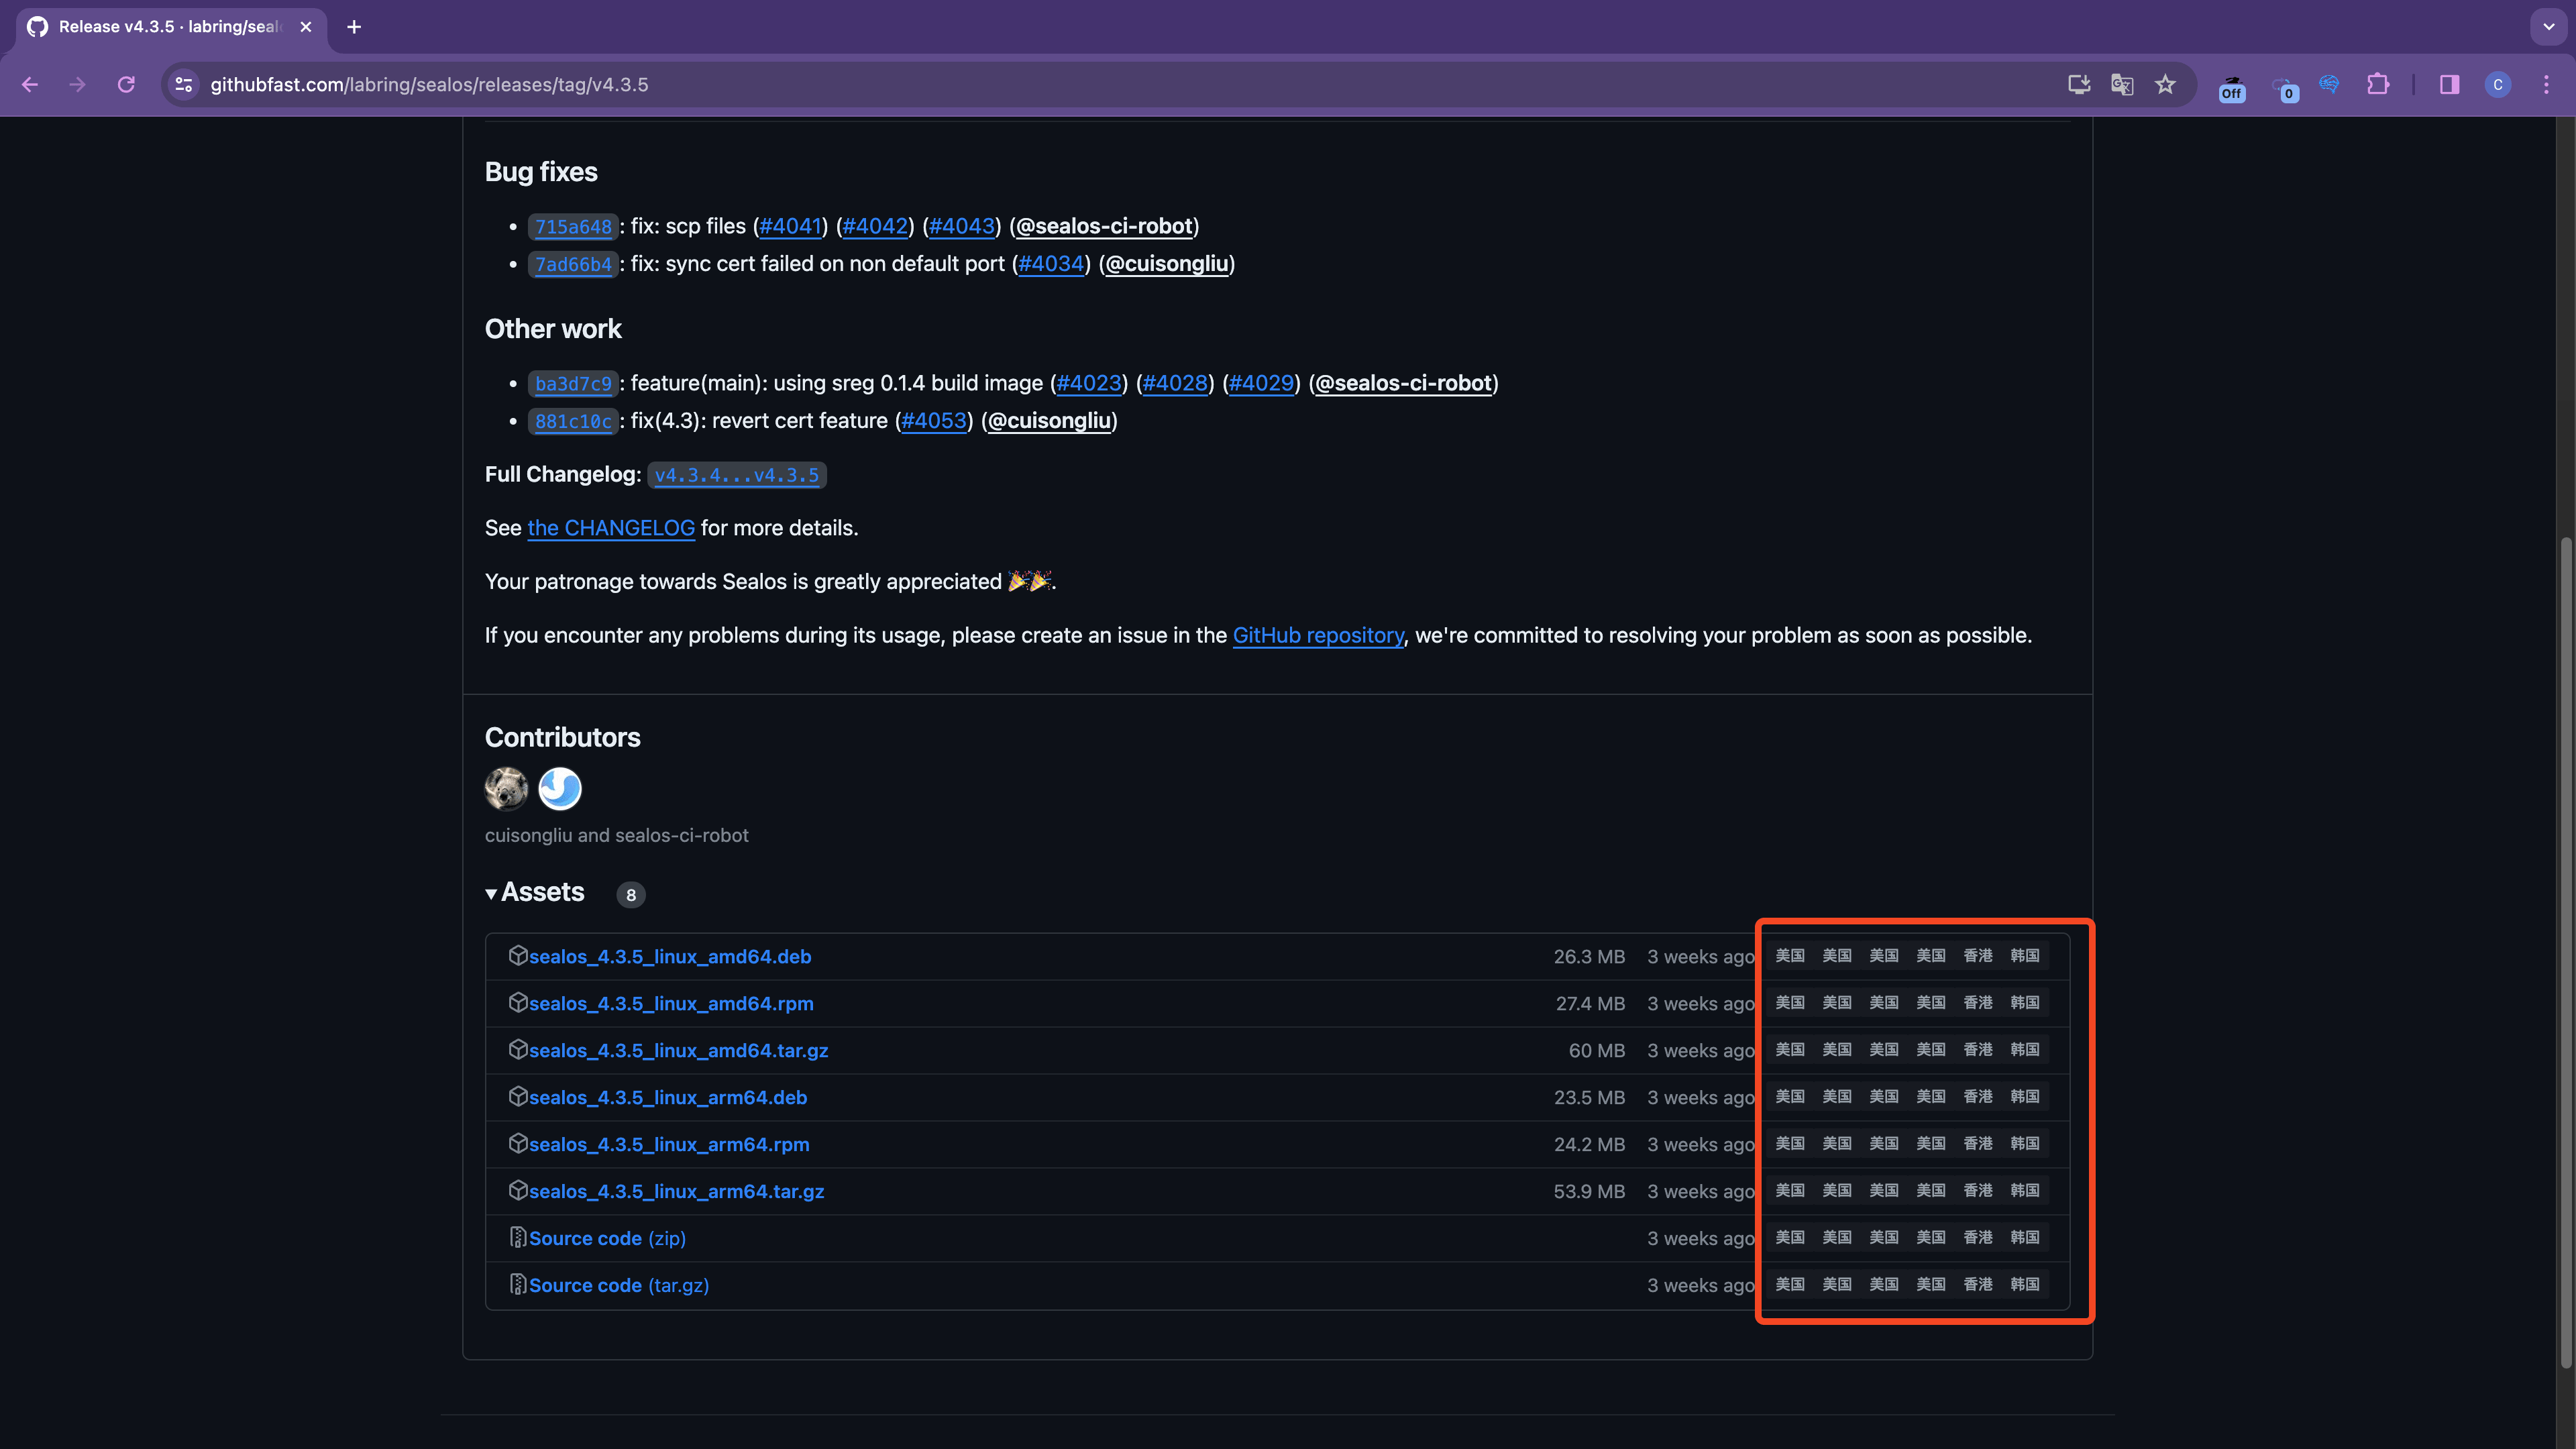 Release v4.3.5 · labring/seal
githubfast.com/labring/sealos/releases/tag/v4.3.5
Off
0
C
Bug fixes
715a648: fix: scp files (#4041) (#4042) (#4043) (@sealos-ci-robot)
7ad66b4: fix: sync cert failed on non default port (#4034) (@cuisongliu)
Other work
ba3d7c9: feature(main): using sreg 0.1.4 build image (#4023) (#4028) (#4029) (@sealos-ci-robot)
881c10c: fix(4.3): revert cert feature (#4053) (@cuisongliu)
Full Changelog: v4.3.4...v4.3.5
See the CHANGELOG for more details.
Your patronage towards Sealos is greatly appreciated 🎉🎉.
If you encounter any problems during its usage, please create an issue in the GitHub repository, we're committed to resolving your problem as soon as possible.
Contributors
cuisongliu and sealos-ci-robot
Assets 8
sealos_4.3.5_linux_amd64.deb 26.3 MB 3 weeks ago 美国 美国 美国 美国 香港 韩国
sealos_4.3.5_linux_amd64.rpm 27.4 MB 3 weeks ago 美国 美国 美国 美国 香港 韩国
sealos_4.3.5_linux_amd64.tar.gz 60 MB 3 weeks ago 美国 美国 美国 美国 香港 韩国
sealos_4.3.5_linux_arm64.deb 23.5 MB 3 weeks ago 美国 美国 美国 美国 香港 韩国
sealos_4.3.5_linux_arm64.rpm 24.2 MB 3 weeks ago 美国 美国 美国 美国 香港 韩国
sealos_4.3.5_linux_arm64.tar.gz 53.9 MB 3 weeks ago 美国 美国 美国 美国 香港 韩国
Source code (zip) 3 weeks ago 美国 美国 美国 美国 香港 韩国
Source code (tar.gz) 3 weeks ago 美国 美国 美国 美国 香港 韩国